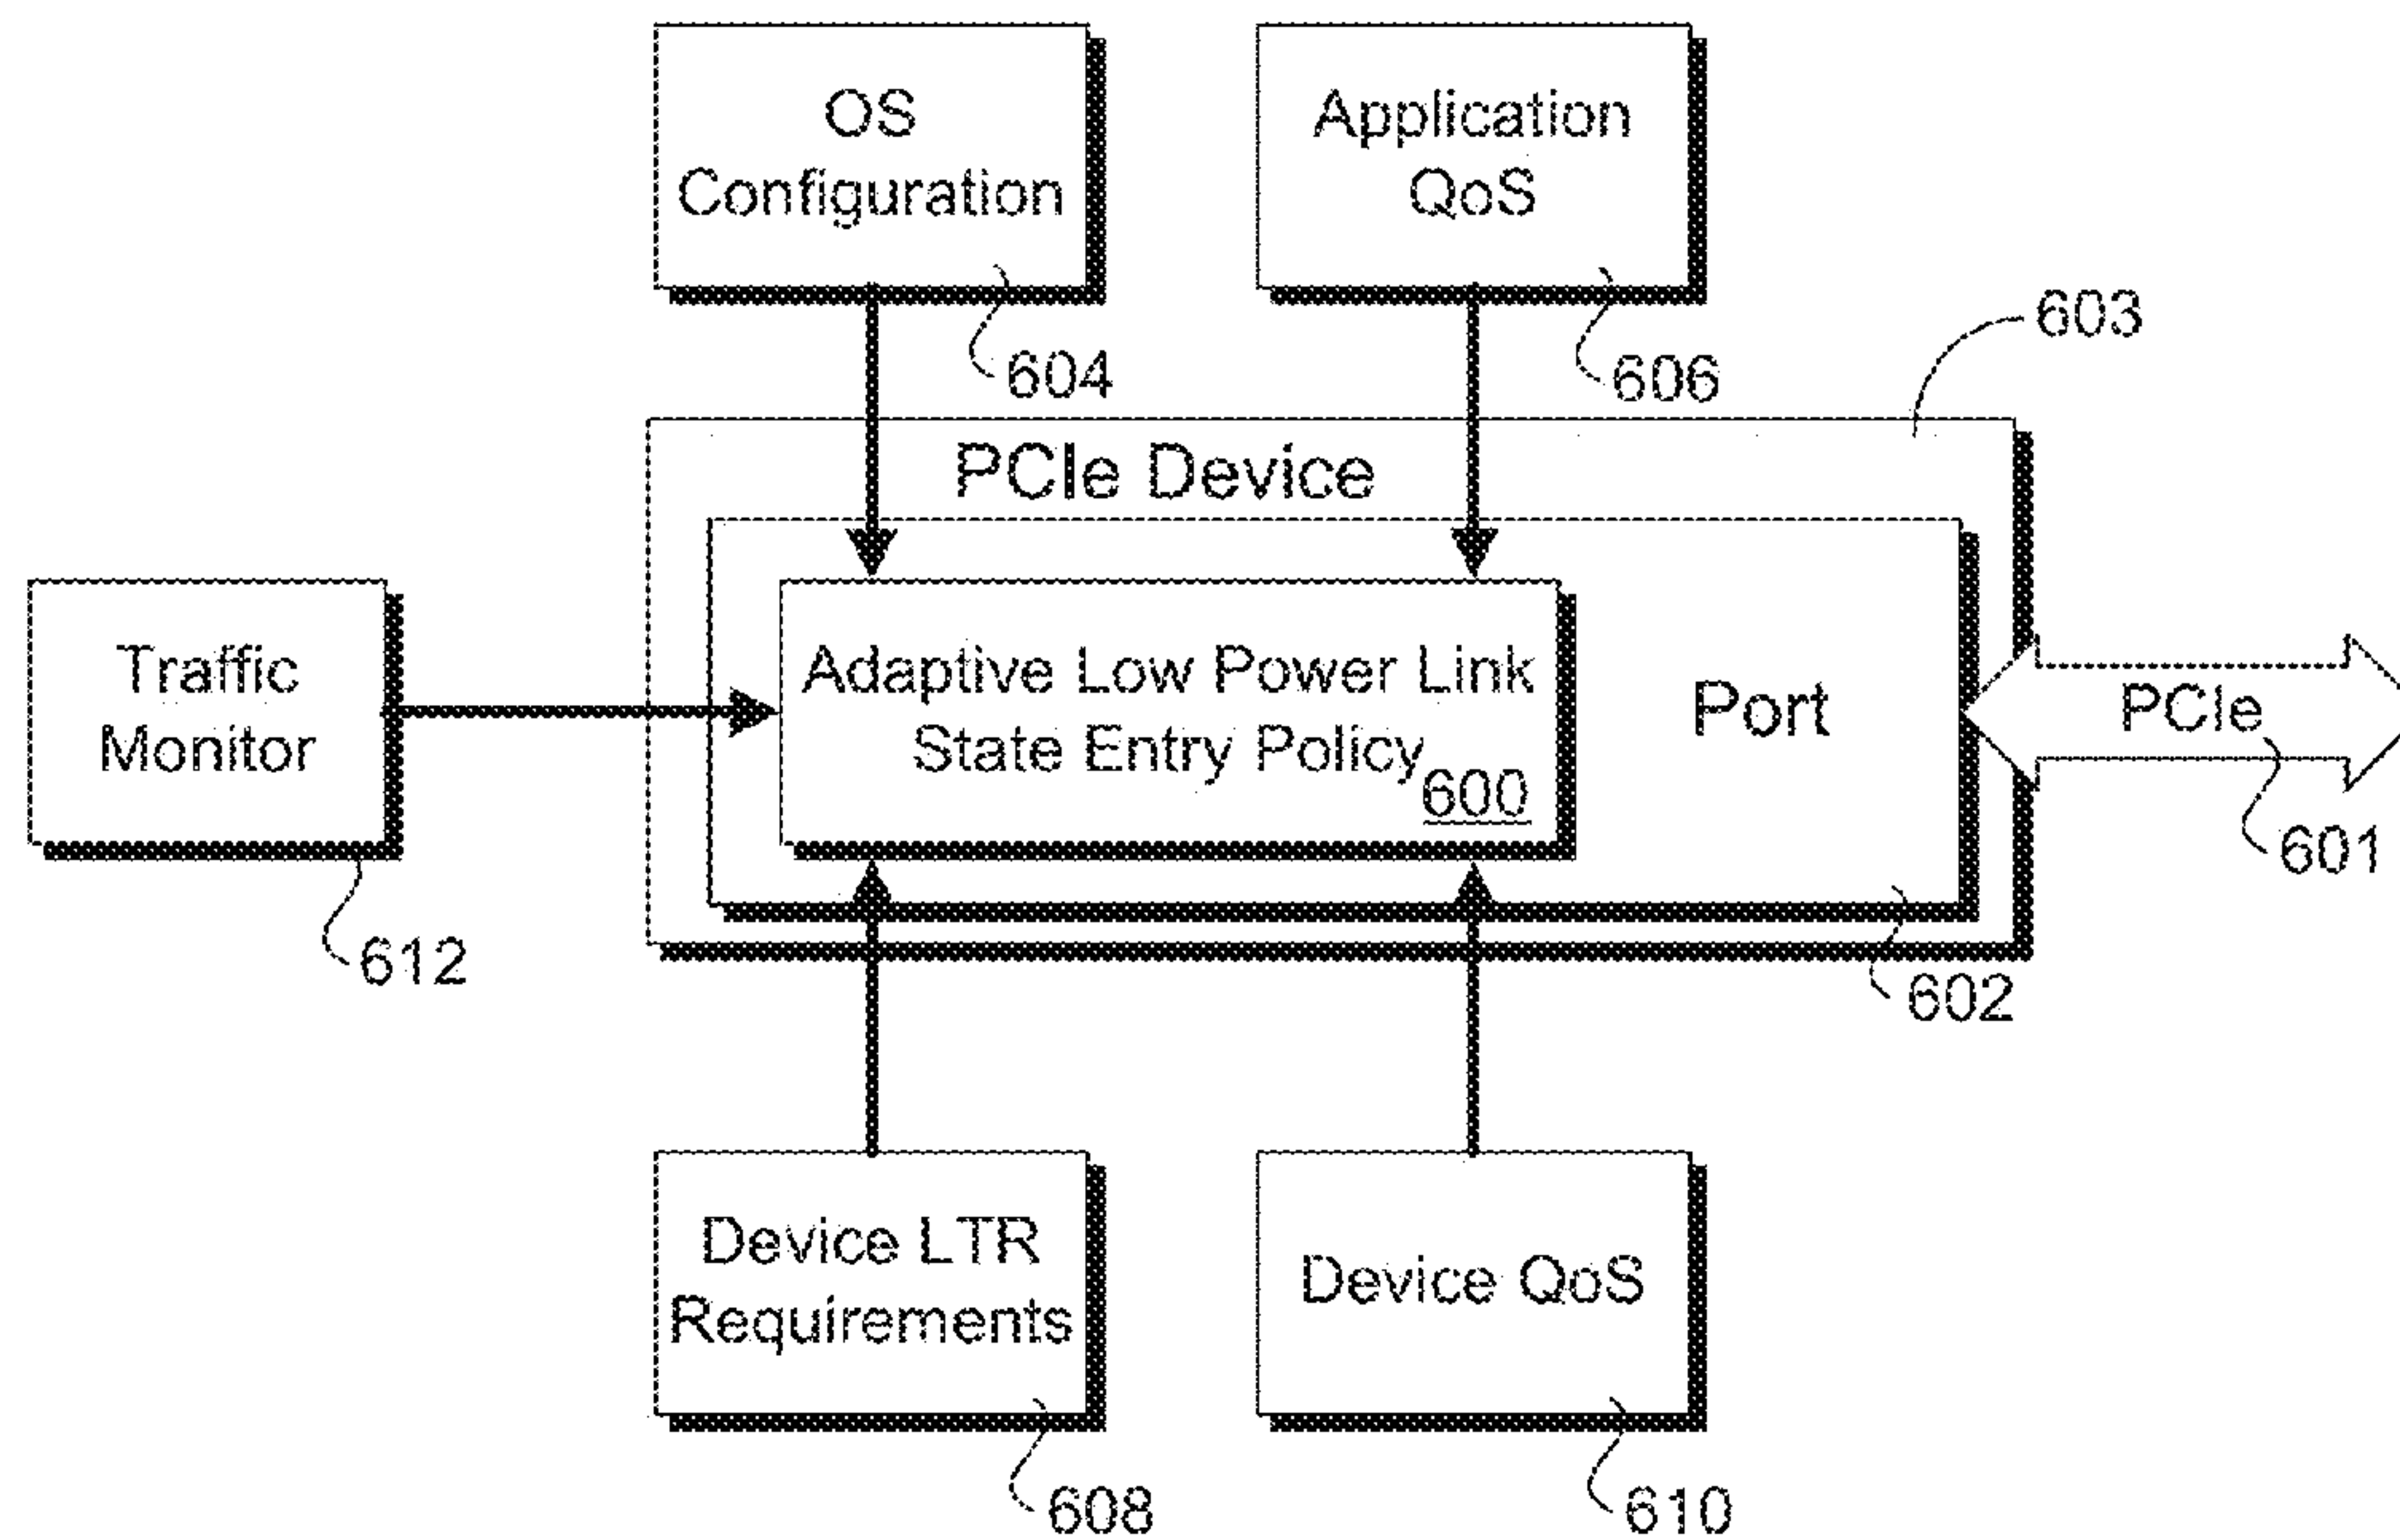 OS
Configuration
604
Application
QoS
606
603
PCIe Device
Traffic
Monitor
612
Adaptive Low Power Link
State Entry Policy
600
Port
602
PCIe
601
Device LTR
Requirements
608
Device QoS
610